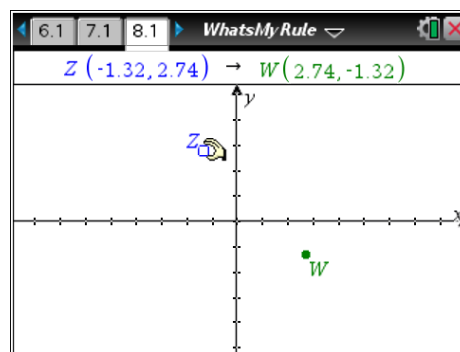 6.1 7.1 8.1 WhatsMyRule
Z (-1.32,2.74) → W(2.74,-1.32)
y
Z
x
W